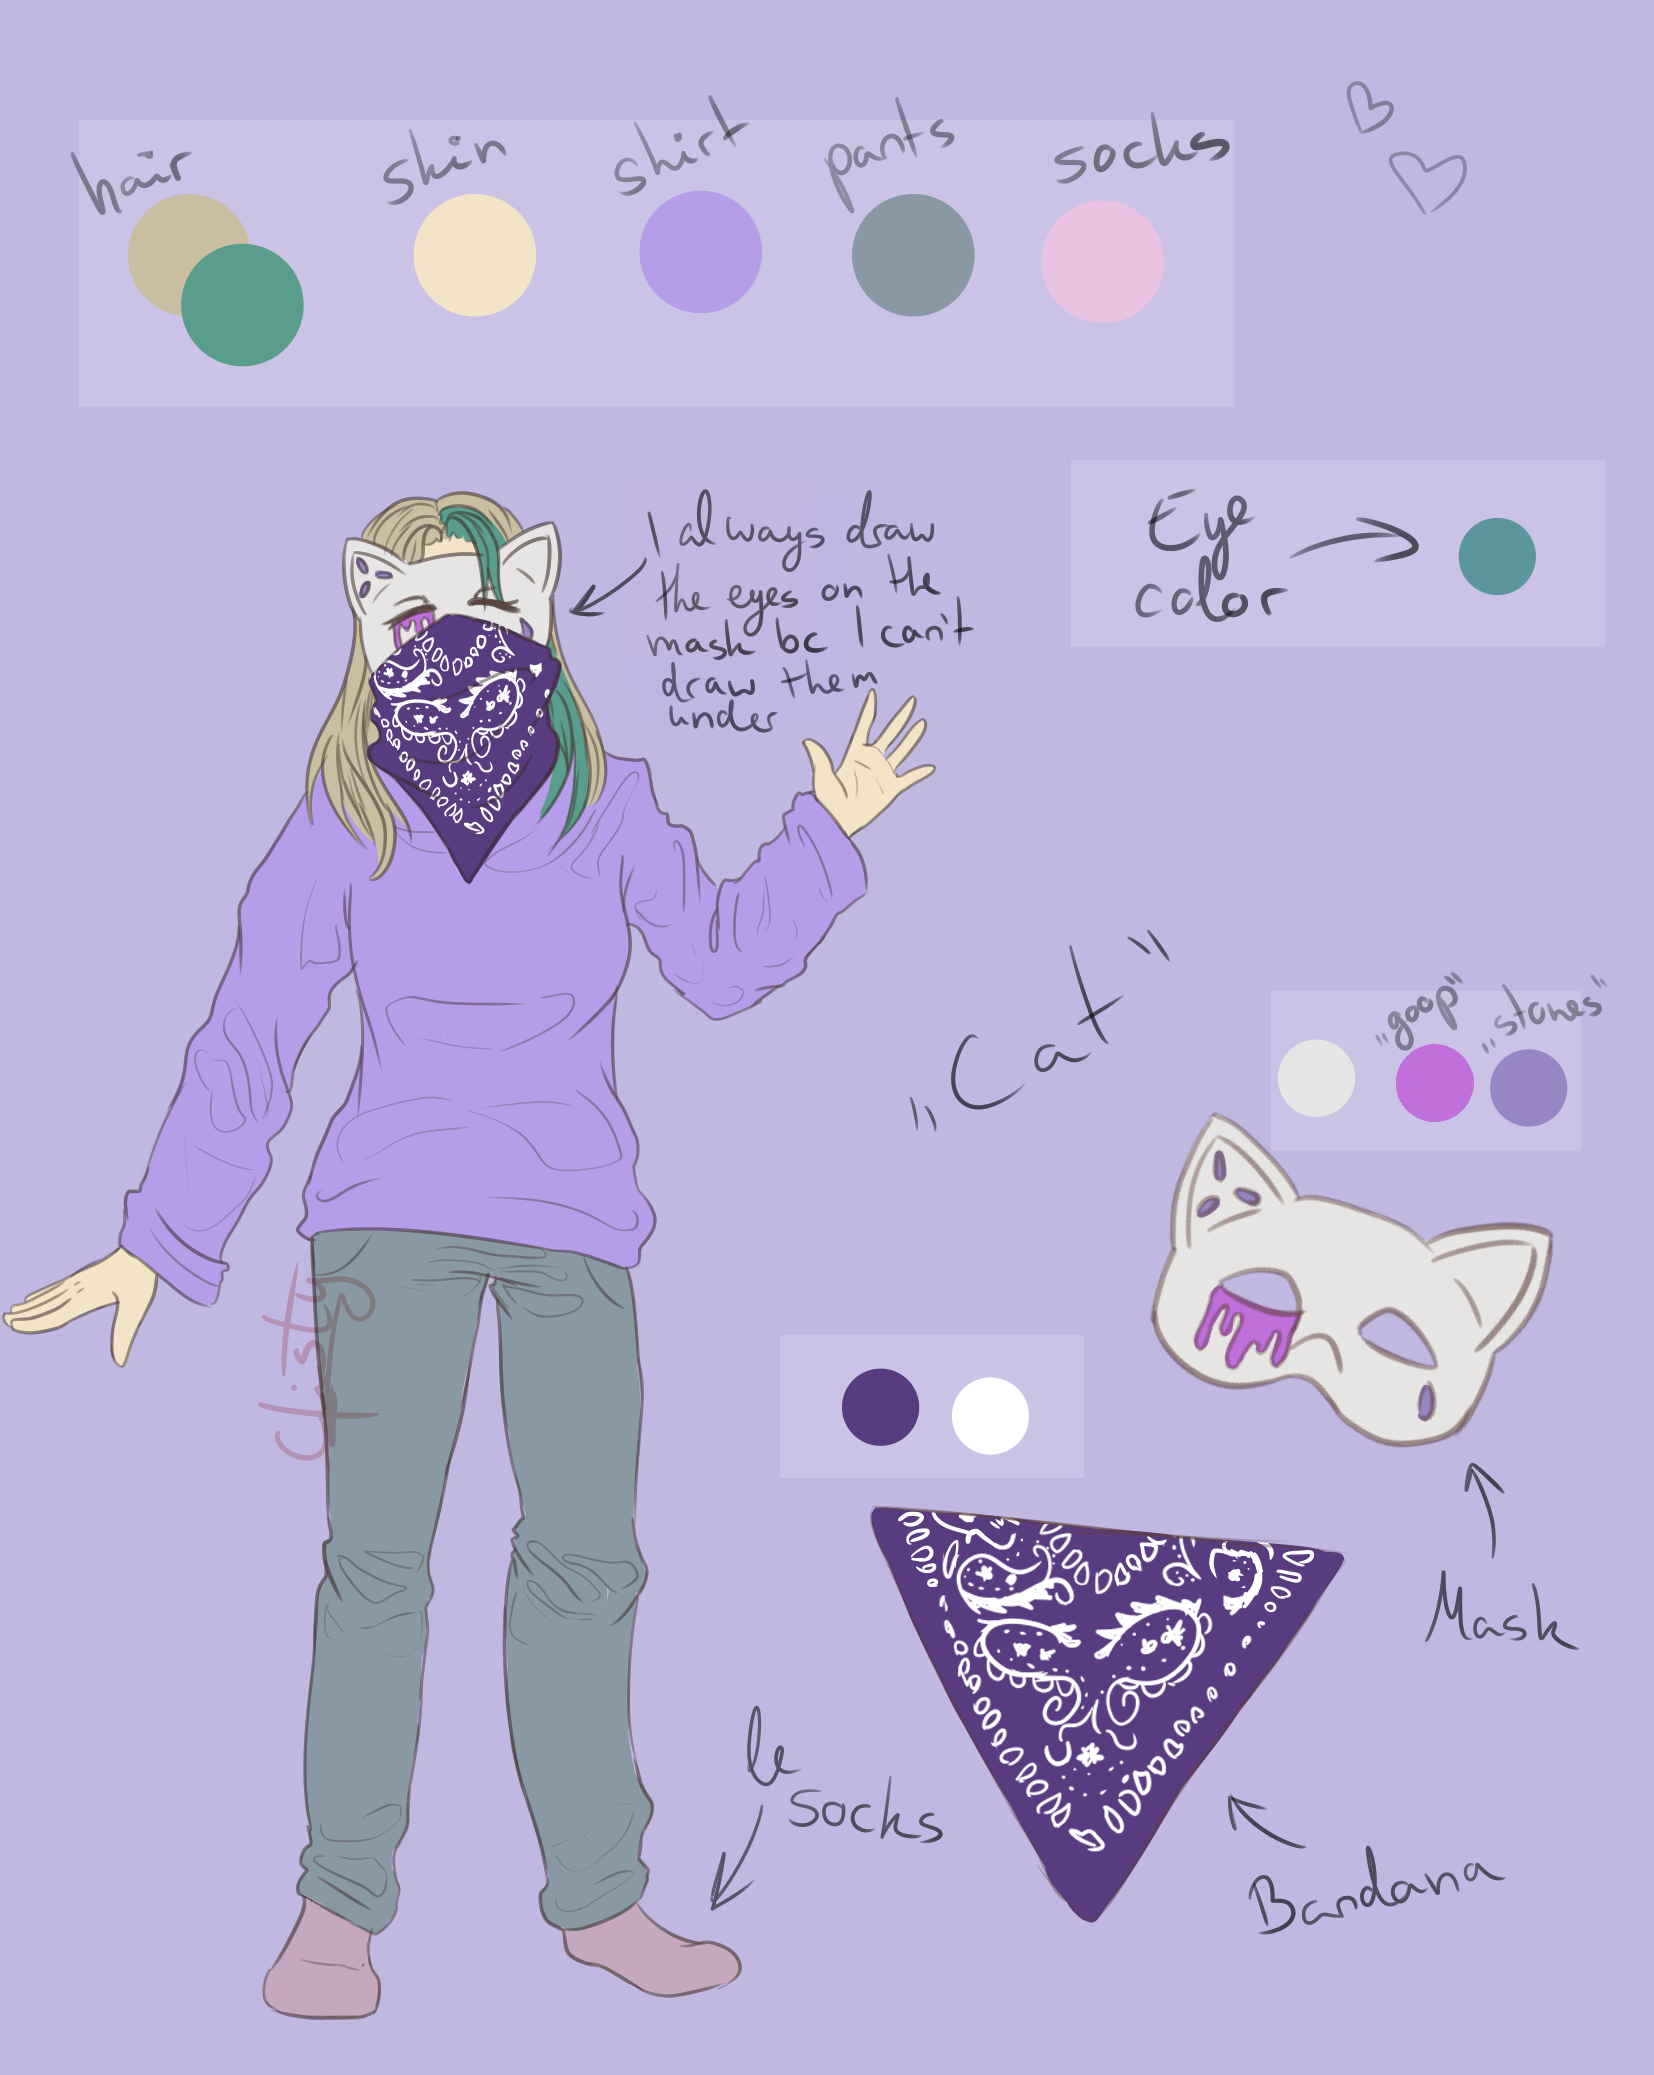 hair
skin
shirt
pants
socks
Eye
color
I always draw
the eyes on the
mask bc I can't
draw them
under
"Cat"
"goop"
"stones"
Mask
le
socks
Bandana